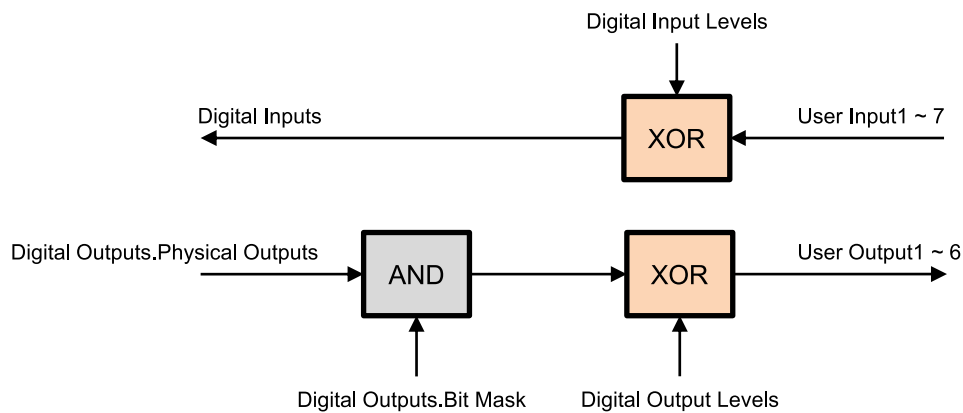 Digital Input Levels
Digital Inputs
XOR
User Input1 ~ 7
Digital Outputs.Physical Outputs
AND
XOR
User Output1 ~ 6
Digital Outputs.Bit Mask
Digital Output Levels